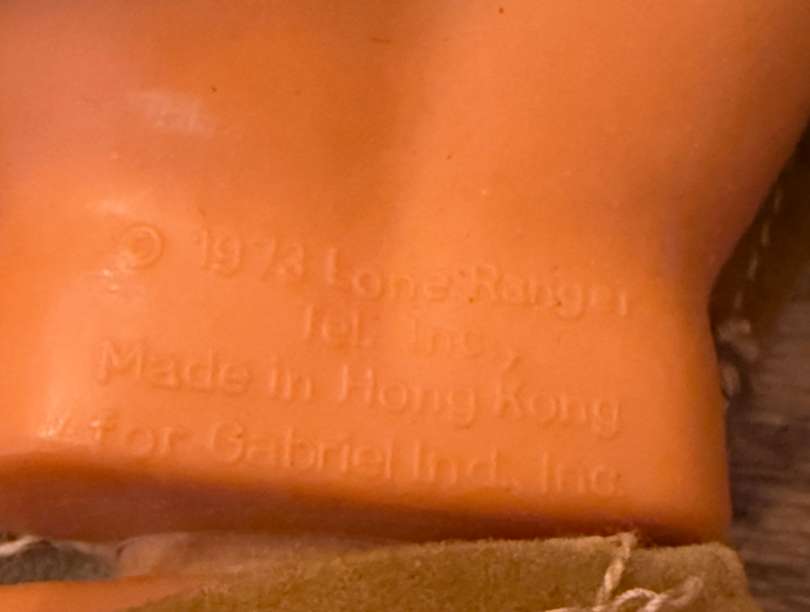 © 1973 Lone Ranger
Tel. Inc.,
Made in Hong Kong
for Gabriel Ind., Inc.